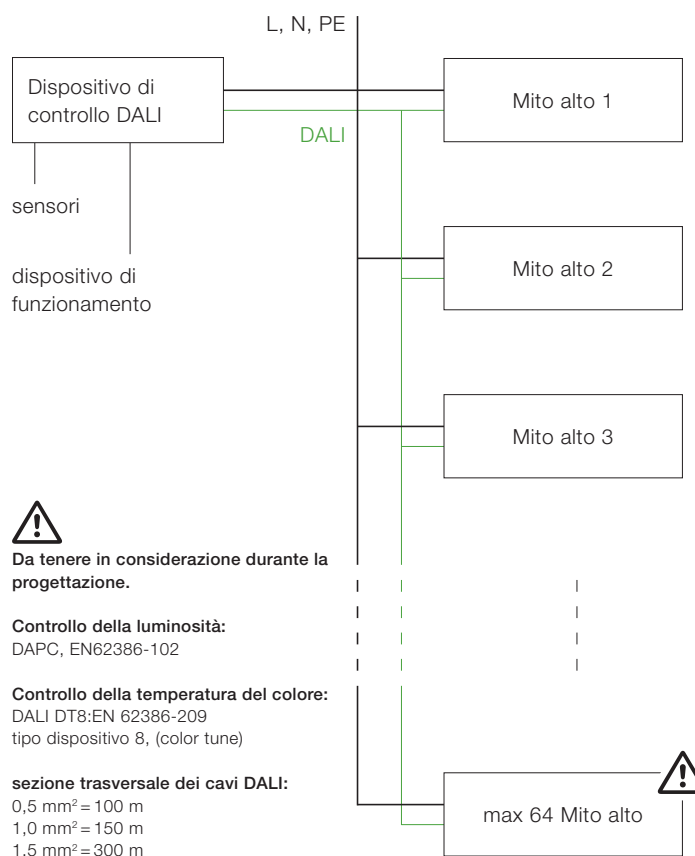 L, N, PE
Dispositivo di
controllo DALI
Mito alto 1
DALI
sensori
Mito alto 2
dispositivo di
funzionamento
Mito alto 3
Da tenere in considerazione durante la
progettazione.
Controllo della luminosità:
DAPC, EN62386-102
Controllo della temperatura del colore:
DALI DT8:EN 62386-209
tipo dispositivo 8, (color tune)
sezione trasversale dei cavi DALI:
0,5 mm² = 100 m
1,0 mm² = 150 m
1,5 mm² = 300 m
max 64 Mito alto